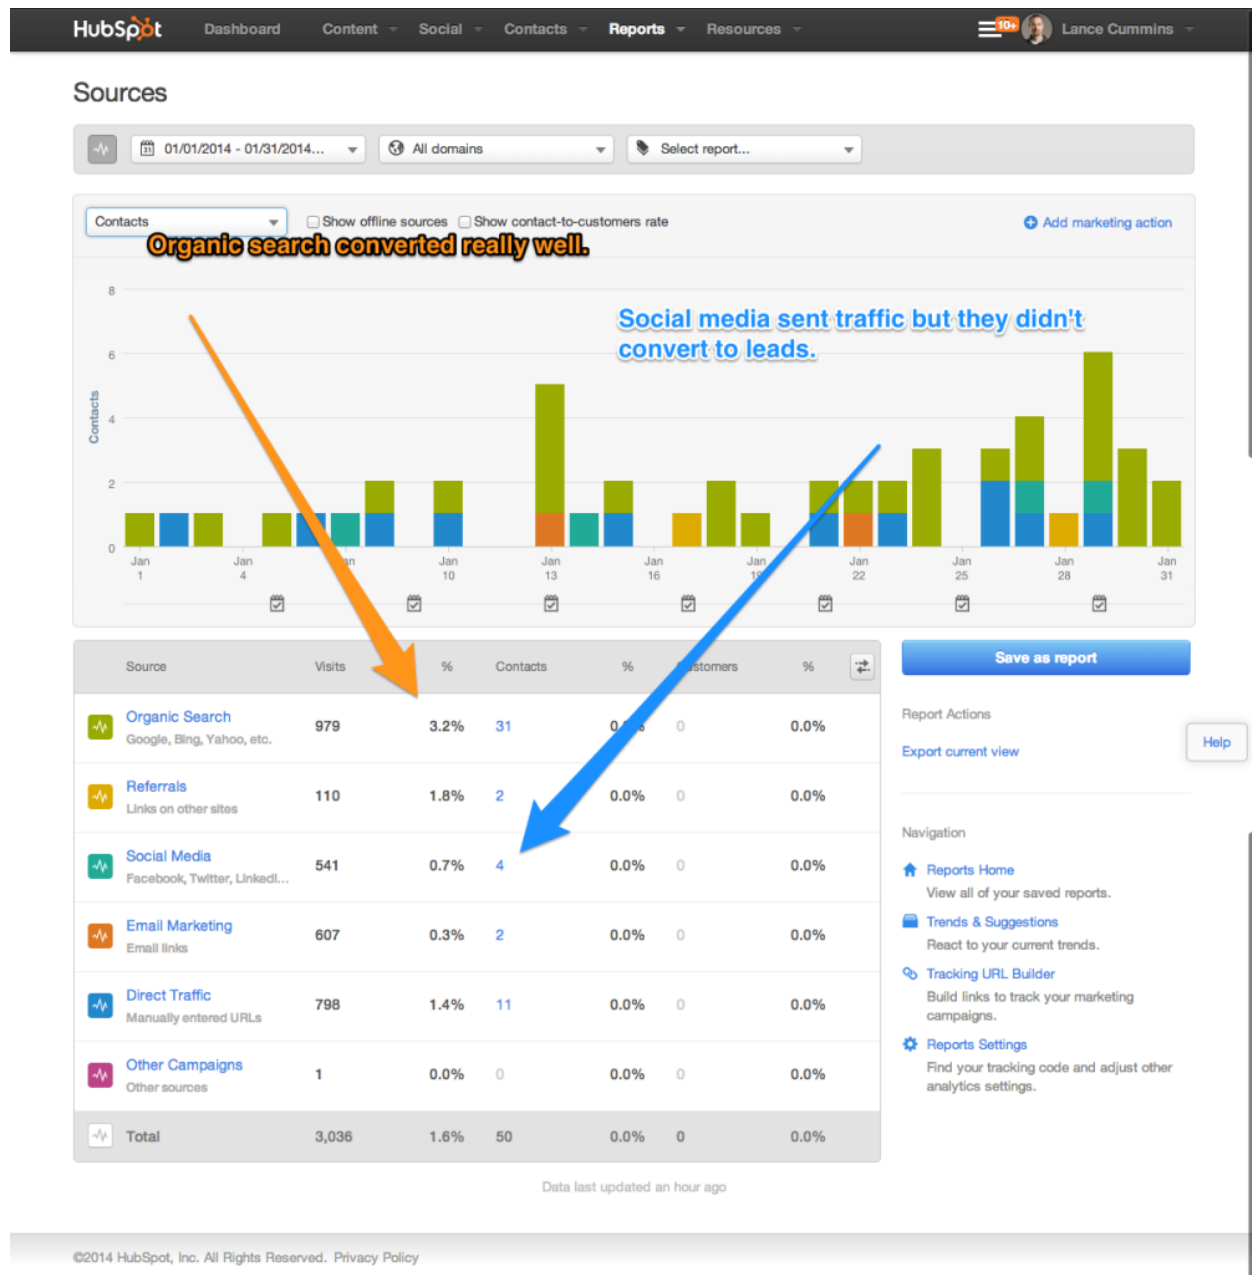 HubSpot Dashboard Content Social Contacts Reports Resources 10+ Lance Cummins
Sources
01/01/2014 - 01/31/2014... All domains Select report...
Contacts Show offline sources Show contact-to-customers rate Add marketing action
Organic search converted really well.
Social media sent traffic but they didn't
convert to leads.
Contacts
8
6
4
2
0
Jan Jan Jan Jan Jan Jan Jan Jan Jan Jan
1 4 10 13 16 19 22 25 28 31
Source Visits % Contacts % Customers %
Organic Search 979 3.2% 31 0.0% 0 0.0%
Google, Bing, Yahoo, etc.
Referrals 110 1.8% 2 0.0% 0 0.0%
Links on other sites
Social Media 541 0.7% 4 0.0% 0 0.0%
Facebook, Twitter, LinkedI...
Email Marketing 607 0.3% 2 0.0% 0 0.0%
Email links
Direct Traffic 798 1.4% 11 0.0% 0 0.0%
Manually entered URLs
Other Campaigns 1 0.0% 0 0.0% 0 0.0%
Other sources
Total 3,036 1.6% 50 0.0% 0 0.0%
Data last updated an hour ago
Save as report
Report Actions
Export current view
Help
Navigation
Reports Home
View all of your saved reports.
Trends & Suggestions
React to your current trends.
Tracking URL Builder
Build links to track your marketing
campaigns.
Reports Settings
Find your tracking code and adjust other
analytics settings.
©2014 HubSpot, Inc. All Rights Reserved. Privacy Policy